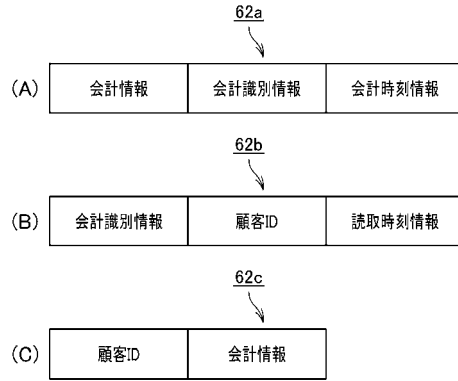 62a
(A) 会計情報 会計識別情報 会計時刻情報
62b
(B) 会計識別情報 顧客ID 読取時刻情報
62c
(C) 顧客ID 会計情報